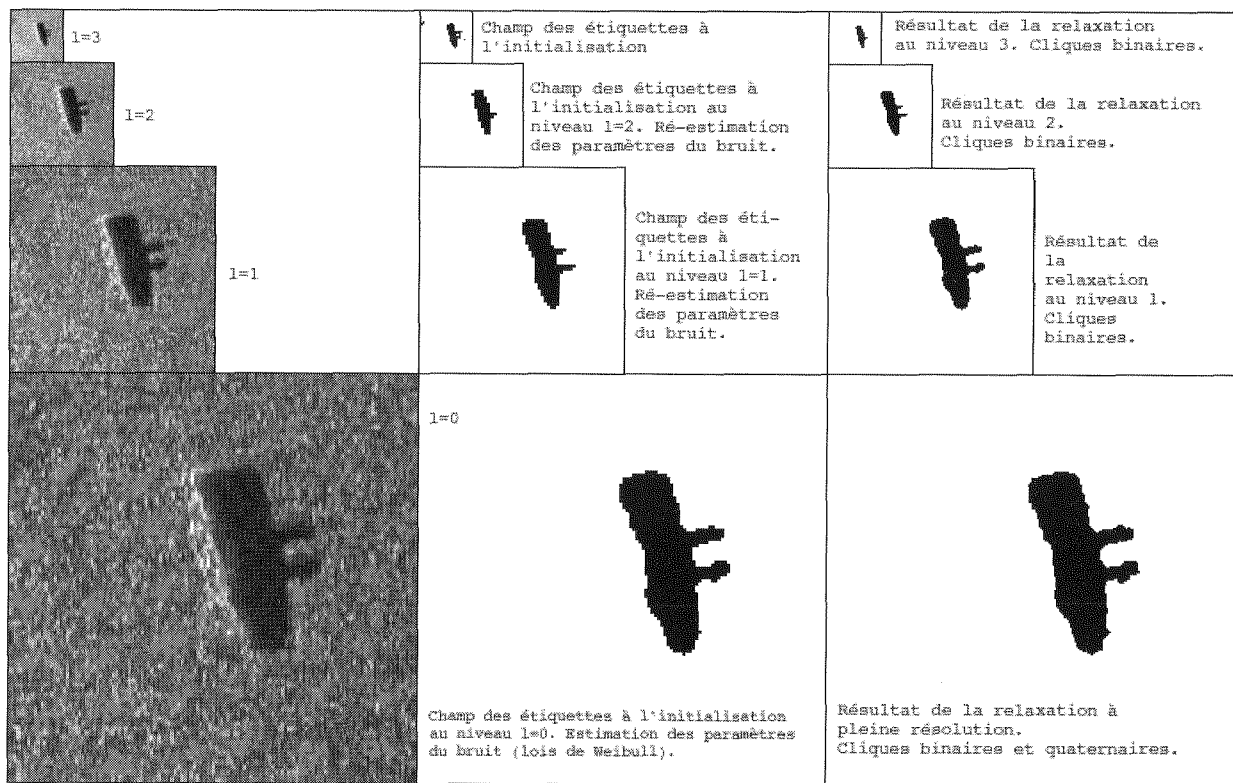 l=3
Champ des étiquettes à
l'initialisation
Résultat de la relaxation
au niveau 3. Cliques binaires.
l=2
Champ des étiquettes à
l'initialisation au
niveau l=2. Ré-estimation
des paramètres du bruit.
Résultat de la relaxation
au niveau 2.
Cliques binaires.
l=1
Champ des éti-
quettes à
l'initialisation
au niveau l=1.
Ré-estimation
des paramètres
du bruit.
Résultat de
la
relaxation
au niveau 1.
Cliques
binaires.
l=0
Champ des étiquettes à l'initialisation
au niveau l=0. Estimation des paramètres
du bruit (lois de Weibull).
Résultat de la relaxation à
pleine résolution.
Cliques binaires et quaternaires.